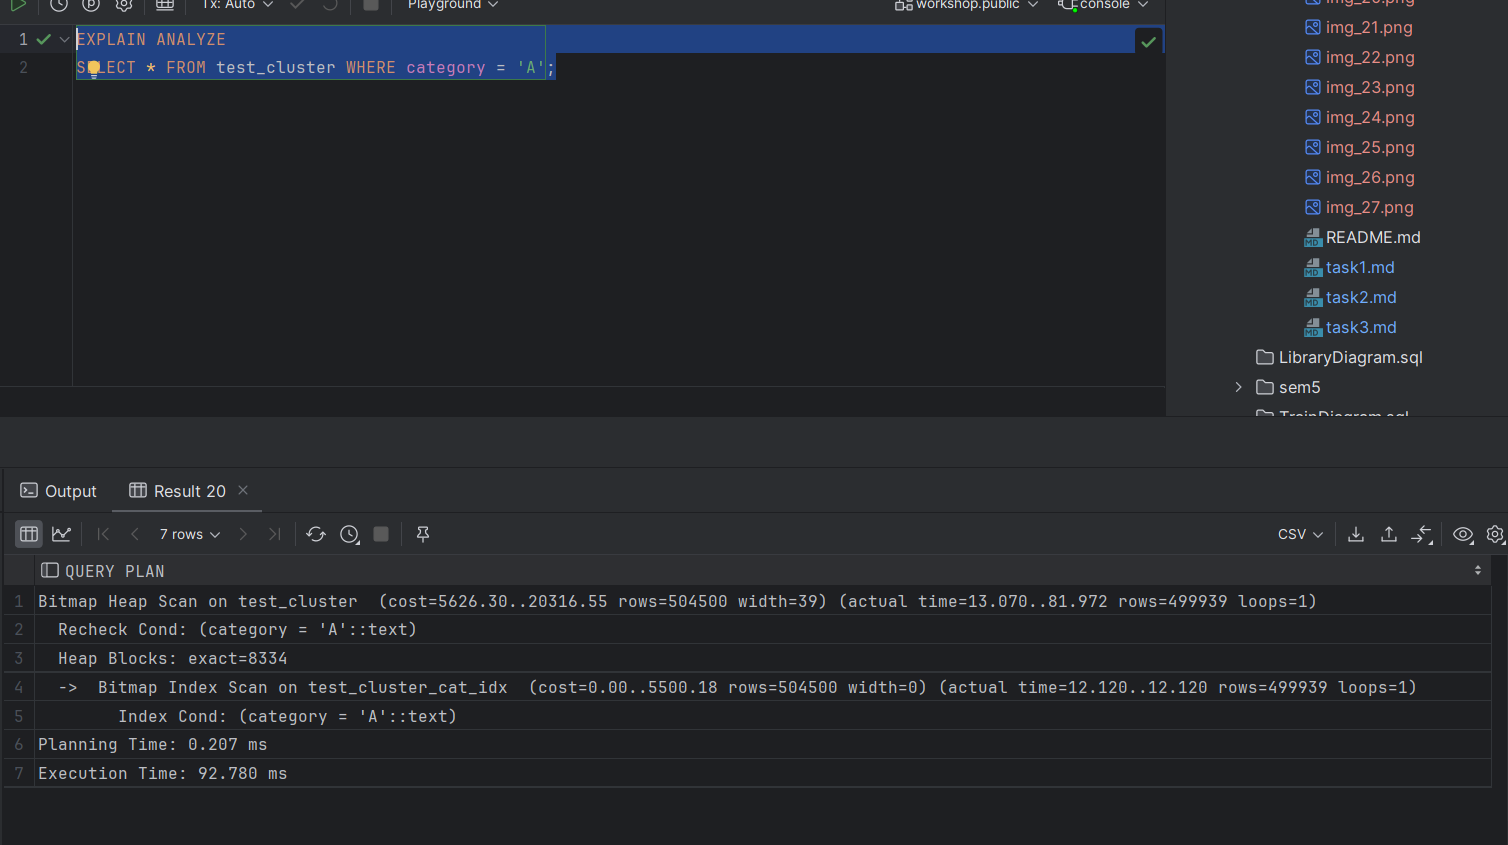 Tx: Auto
Playground
workshop.public
console
1
EXPLAIN ANALYZE
2
SELECT * FROM test_cluster WHERE category = 'A';
img_21.png
img_22.png
img_23.png
img_24.png
img_25.png
img_26.png
img_27.png
README.md
task1.md
task2.md
task3.md
LibraryDiagram.sql
sem5
TrainDiagram.sql
Output
Result 20
7 rows
CSV
QUERY PLAN
1 Bitmap Heap Scan on test_cluster  (cost=5626.30..20316.55 rows=504500 width=39) (actual time=13.070..81.972 rows=499939 loops=1)
2 Recheck Cond: (category = 'A'::text)
3 Heap Blocks: exact=8334
4 ->  Bitmap Index Scan on test_cluster_cat_idx  (cost=0.00..5500.18 rows=504500 width=0) (actual time=12.120..12.120 rows=499939 loops=1)
5 Index Cond: (category = 'A'::text)
6 Planning Time: 0.207 ms
7 Execution Time: 92.780 ms